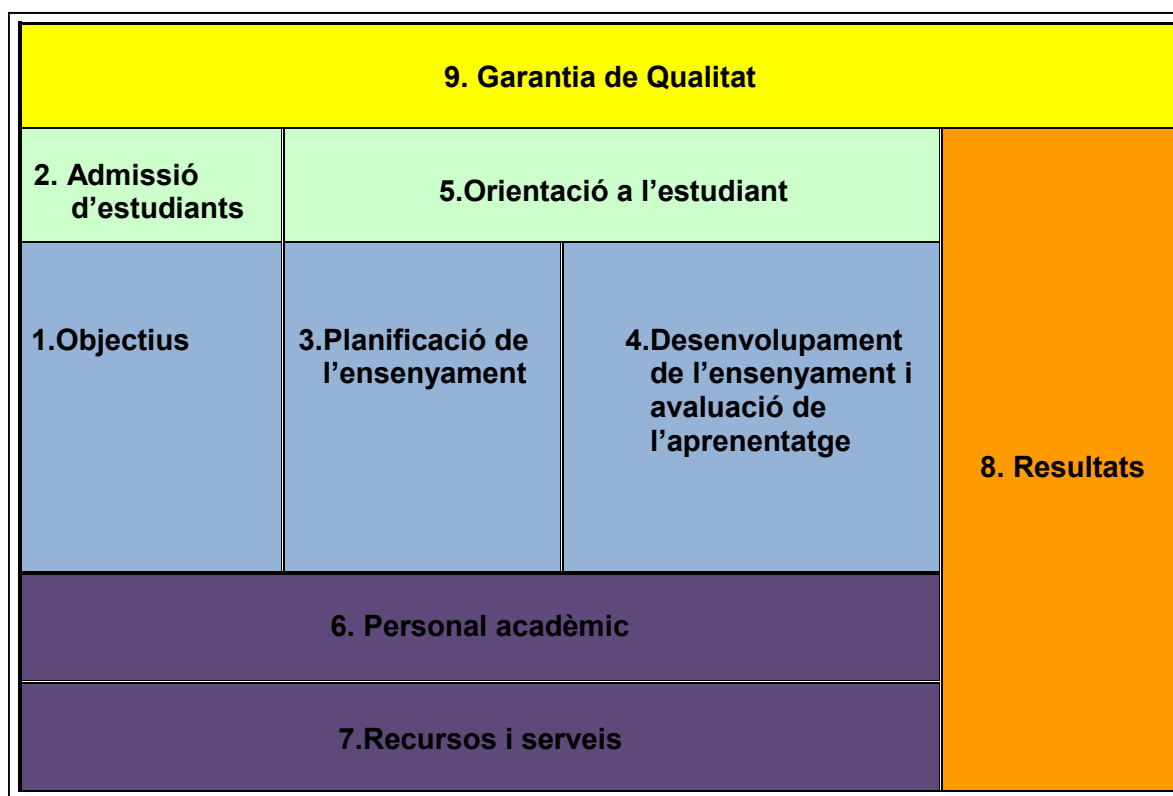 9. Garantia de Qualitat
2. Admissió
d’estudiants
5.Orientació a l’estudiant
1.Objectius
3.Planificació de
l’ensenyament
4.Desenvolupament
de l’ensenyament i
avaluació de
l’aprenentatge
8. Resultats
6. Personal acadèmic
7.Recursos i serveis